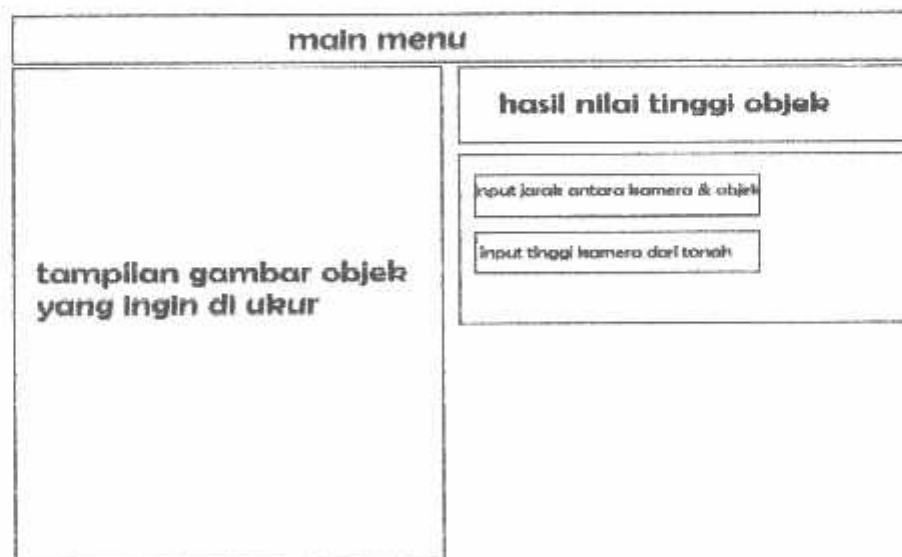 main menu
hasil nilai tinggi objek
input jarak antara kamera & objek
input tinggi kamera dari tanah
tampilan gambar objek
yang ingin di ukur